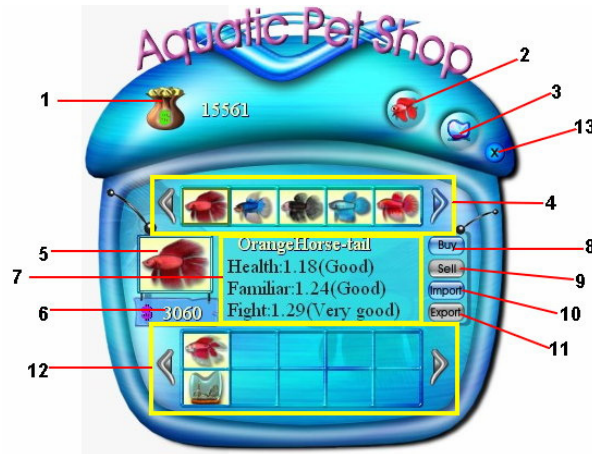 Aquatic Pet Shop
1
2
15561
3
13
4
5
OrangeHorse-tail
Buy
8
7
Health:1.18(Good)
Sell
9
Familiar:1.24(Good)
Import
10
6
$ 3060
Fight:1.29(Very good)
Export
11
12